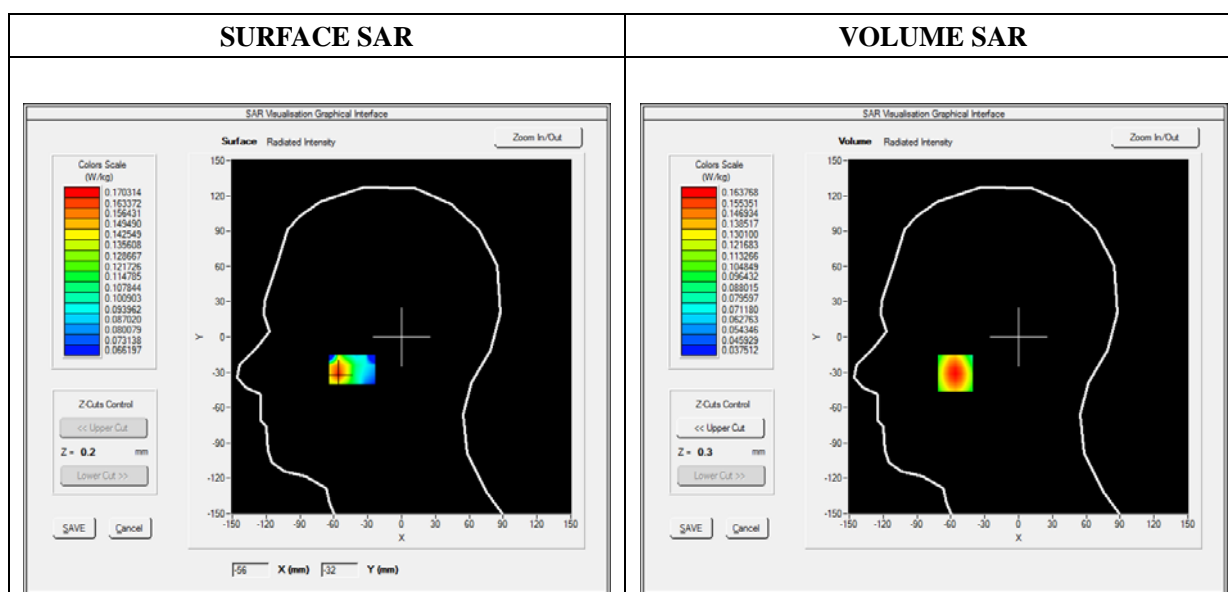 SURFACE SAR
VOLUME SAR
SAR Visualisation Graphical Interface
Surface Radiated Intensity
Zoom In/Out
Colors Scale
(W/kg)
0.170314
0.163372
0.156431
0.149490
0.142549
0.135608
0.128667
0.121726
0.114785
0.107844
0.100903
0.093962
0.087020
0.080079
0.073138
0.066197
Z-Cuts Control
<< Upper Cut
Z = 0.2 mm
Lower Cut >>
SAVE Cancel
150
120
90
60
30
Y 0
-30
-60
-90
-120
-150
-150 -120 -90 -60 -30 0 30 60 90 120 150
X
-56 X (mm) -32 Y (mm)
SAR Visualisation Graphical Interface
Volume Radiated Intensity
Zoom In/Out
Colors Scale
(W/kg)
0.163768
0.155351
0.146934
0.138517
0.130100
0.121683
0.113266
0.104849
0.096432
0.088015
0.079597
0.071180
0.062763
0.054346
0.045929
0.037512
Z-Cuts Control
<< Upper Cut
Z = 0.3 mm
Lower Cut >>
SAVE Cancel
150
120
90
60
30
Y 0
-30
-60
-90
-120
-150
-150 -120 -90 -60 -30 0 30 60 90 120 150
X